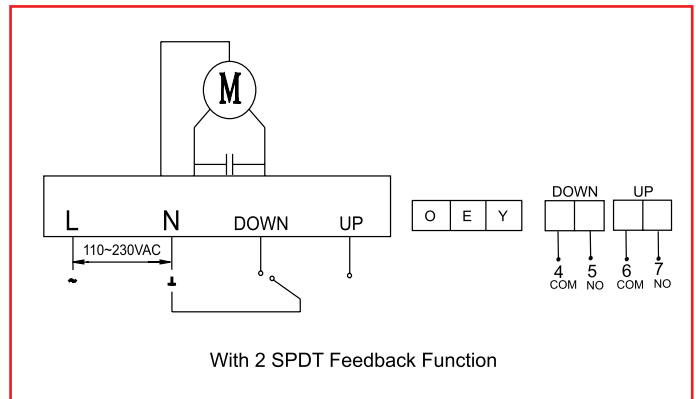 M
L N DOWN UP
110~230VAC
~
O E Y
DOWN UP
4 5 6 7
COM NO COM NO
With 2 SPDT Feedback Function